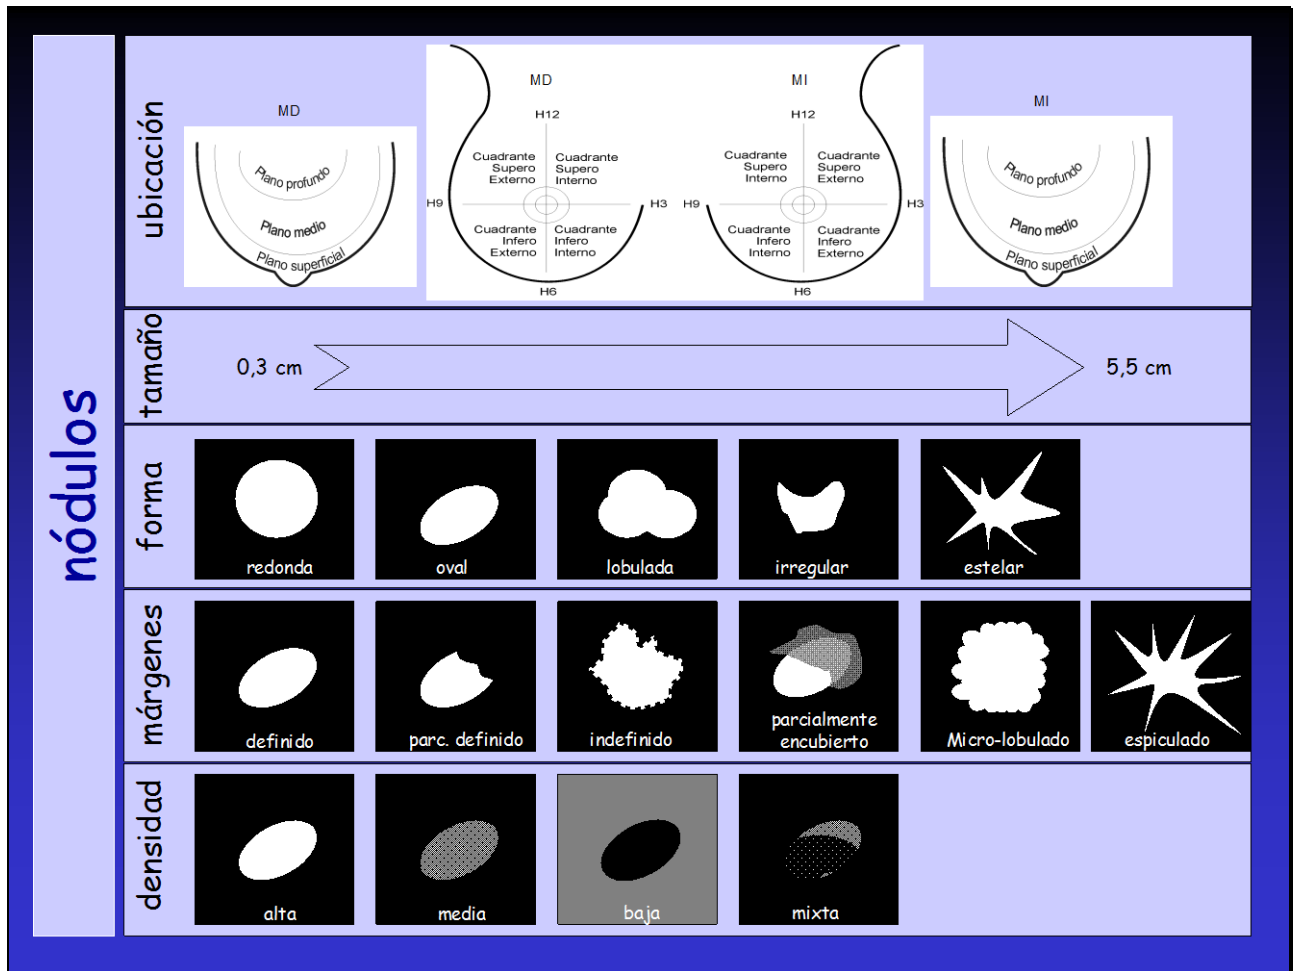 nódulos
ubicación
MD
Plano profundo
Plano medio
Plano superficial
MD
H12
Cuadrante
Supero
Externo
Cuadrante
Supero
Interno
H9
H3
Cuadrante
Infero
Externo
Cuadrante
Infero
Interno
H6
MI
H12
Cuadrante
Supero
Interno
Cuadrante
Supero
Externo
H9
H3
Cuadrante
Infero
Interno
Cuadrante
Infero
Externo
H6
MI
Plano profundo
Plano medio
Plano superficial
tamaño
0,3 cm
5,5 cm
forma
redonda
oval
lobulada
irregular
estelar
márgenes
definido
parc. definido
indefinido
parcialmente
encubierto
Micro-lobulado
espiculado
densidad
alta
media
baja
mixta